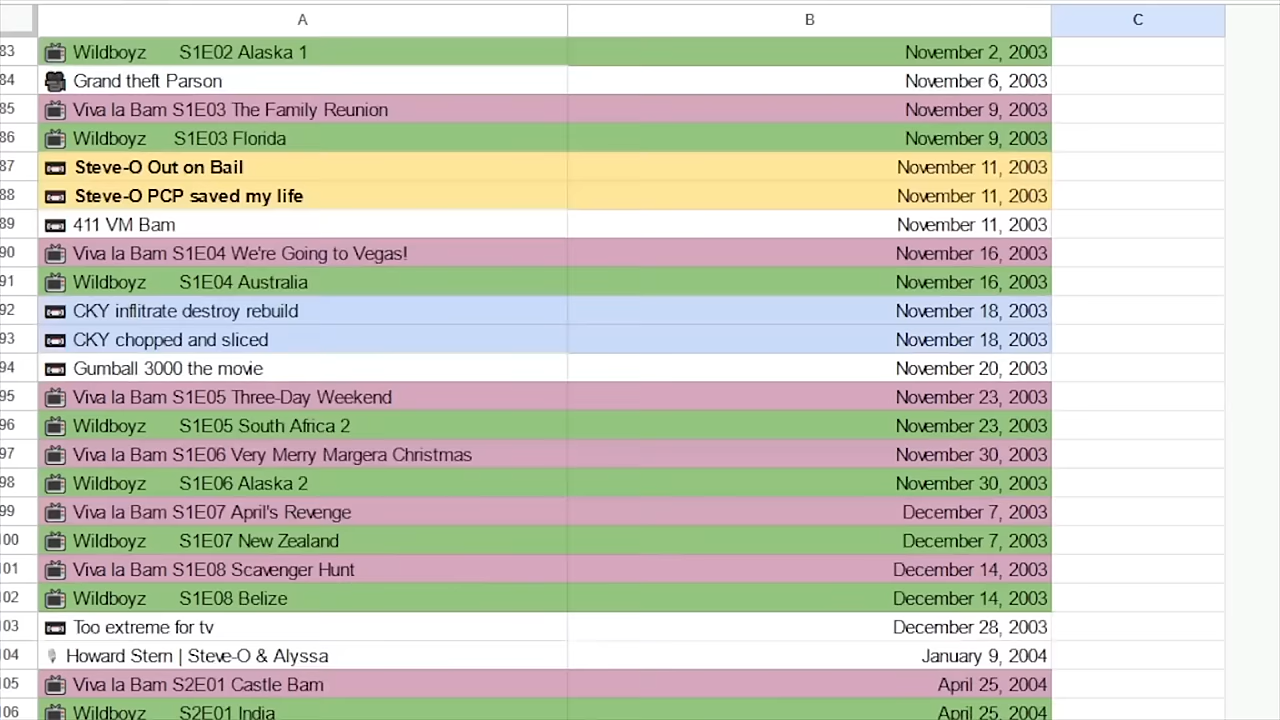 A B C
83 Wildboyz S1E02 Alaska 1 November 2, 2003
84 Grand theft Parson November 6, 2003
85 Viva la Bam S1E03 The Family Reunion November 9, 2003
86 Wildboyz S1E03 Florida November 9, 2003
87 Steve-O Out on Bail November 11, 2003
88 Steve-O PCP saved my life November 11, 2003
89 411 VM Bam November 11, 2003
90 Viva la Bam S1E04 We're Going to Vegas! November 16, 2003
91 Wildboyz S1E04 Australia November 16, 2003
92 CKY inflitrate destroy rebuild November 18, 2003
93 CKY chopped and sliced November 18, 2003
94 Gumball 3000 the movie November 20, 2003
95 Viva la Bam S1E05 Three-Day Weekend November 23, 2003
96 Wildboyz S1E05 South Africa 2 November 23, 2003
97 Viva la Bam S1E06 Very Merry Margera Christmas November 30, 2003
98 Wildboyz S1E06 Alaska 2 November 30, 2003
99 Viva la Bam S1E07 April's Revenge December 7, 2003
00 Wildboyz S1E07 New Zealand December 7, 2003
01 Viva la Bam S1E08 Scavenger Hunt December 14, 2003
02 Wildboyz S1E08 Belize December 14, 2003
03 Too extreme for tv December 28, 2003
04 Howard Stern | Steve-O & Alyssa January 9, 2004
05 Viva la Bam S2E01 Castle Bam April 25, 2004
06 Wildboyz S2E01 India April 25, 2004